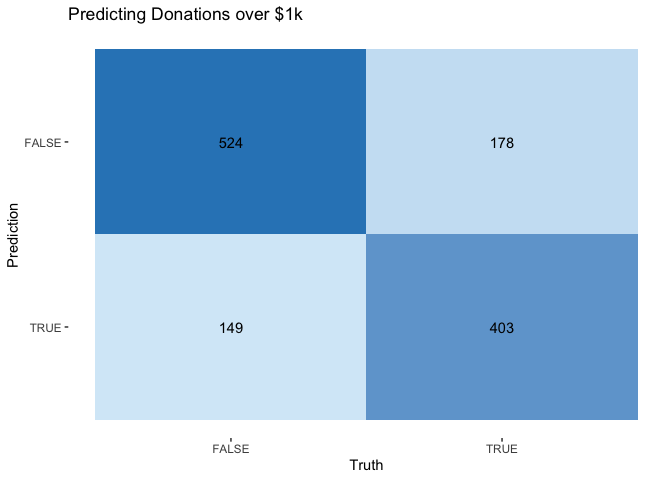 Predicting Donations over $1k
Prediction
FALSE
524
178
TRUE
149
403
FALSE
TRUE
Truth